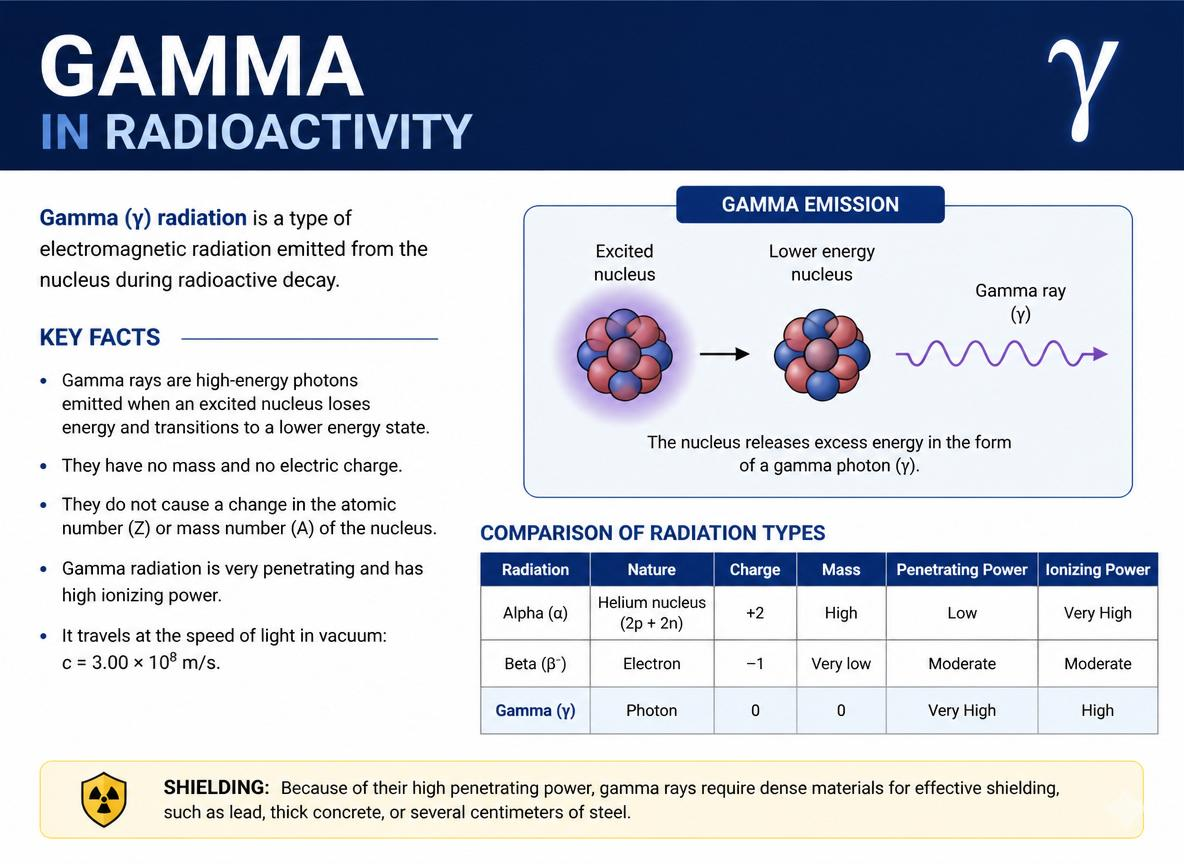 GAMMA
IN RADIOACTIVITY
γ
Gamma (γ) radiation is a type of
electromagnetic radiation emitted from the
nucleus during radioactive decay.
KEY FACTS
• Gamma rays are high-energy photons
emitted when an excited nucleus loses
energy and transitions to a lower energy state.
• They have no mass and no electric charge.
• They do not cause a change in the atomic
number (Z) or mass number (A) of the nucleus.
• Gamma radiation is very penetrating and has
high ionizing power.
• It travels at the speed of light in vacuum:
c = 3.00 × 10⁸ m/s.
GAMMA EMISSION
Excited
nucleus
Lower energy
nucleus
Gamma ray
(γ)
The nucleus releases excess energy in the form
of a gamma photon (γ).
COMPARISON OF RADIATION TYPES
Radiation Nature Charge Mass Penetrating Power Ionizing Power
Alpha (α) Helium nucleus (2p + 2n) +2 High Low Very High
Beta (β⁻) Electron −1 Very low Moderate Moderate
Gamma (γ) Photon 0 0 Very High High
SHIELDING: Because of their high penetrating power, gamma rays require dense materials for effective shielding,
such as lead, thick concrete, or several centimeters of steel.